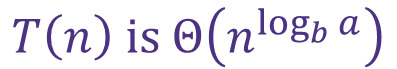 T(n) is Θ(n^{log_b a})